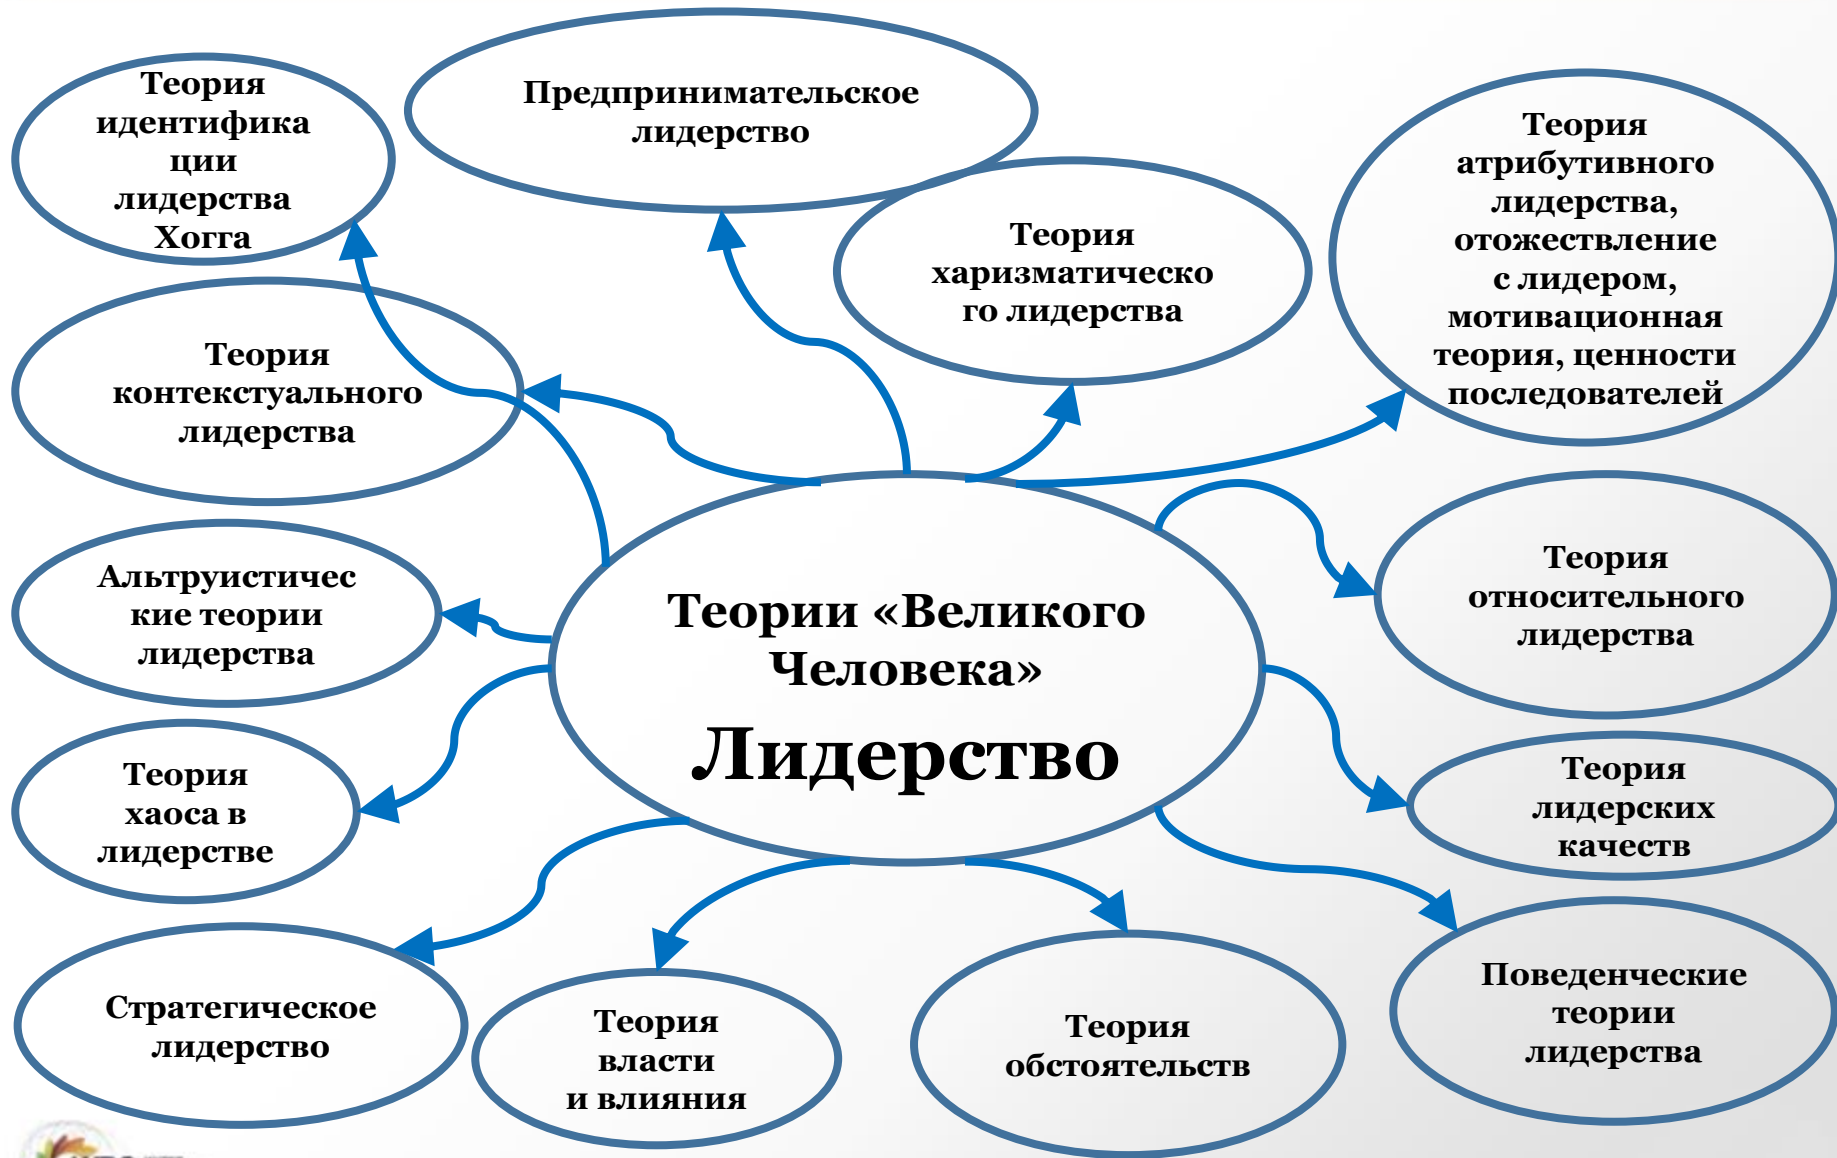 Теория
идентифика
ции
лидерства
Хогга
Предпринимательское
лидерство
Теория
харизматическо
го лидерства
Теория
атрибутивного
лидерства,
отожествление
с лидером,
мотивационная
теория, ценности
последователей
Теория
контекстуального
лидерства
Альтруистичес
кие теории
лидерства
Теории «Великого
Человека»
Лидерство
Теория
относительного
лидерства
Теория
хаоса в
лидерстве
Теория
лидерских
качеств
Стратегическое
лидерство
Теория
власти
и влияния
Теория
обстоятельств
Поведенческие
теории
лидерства